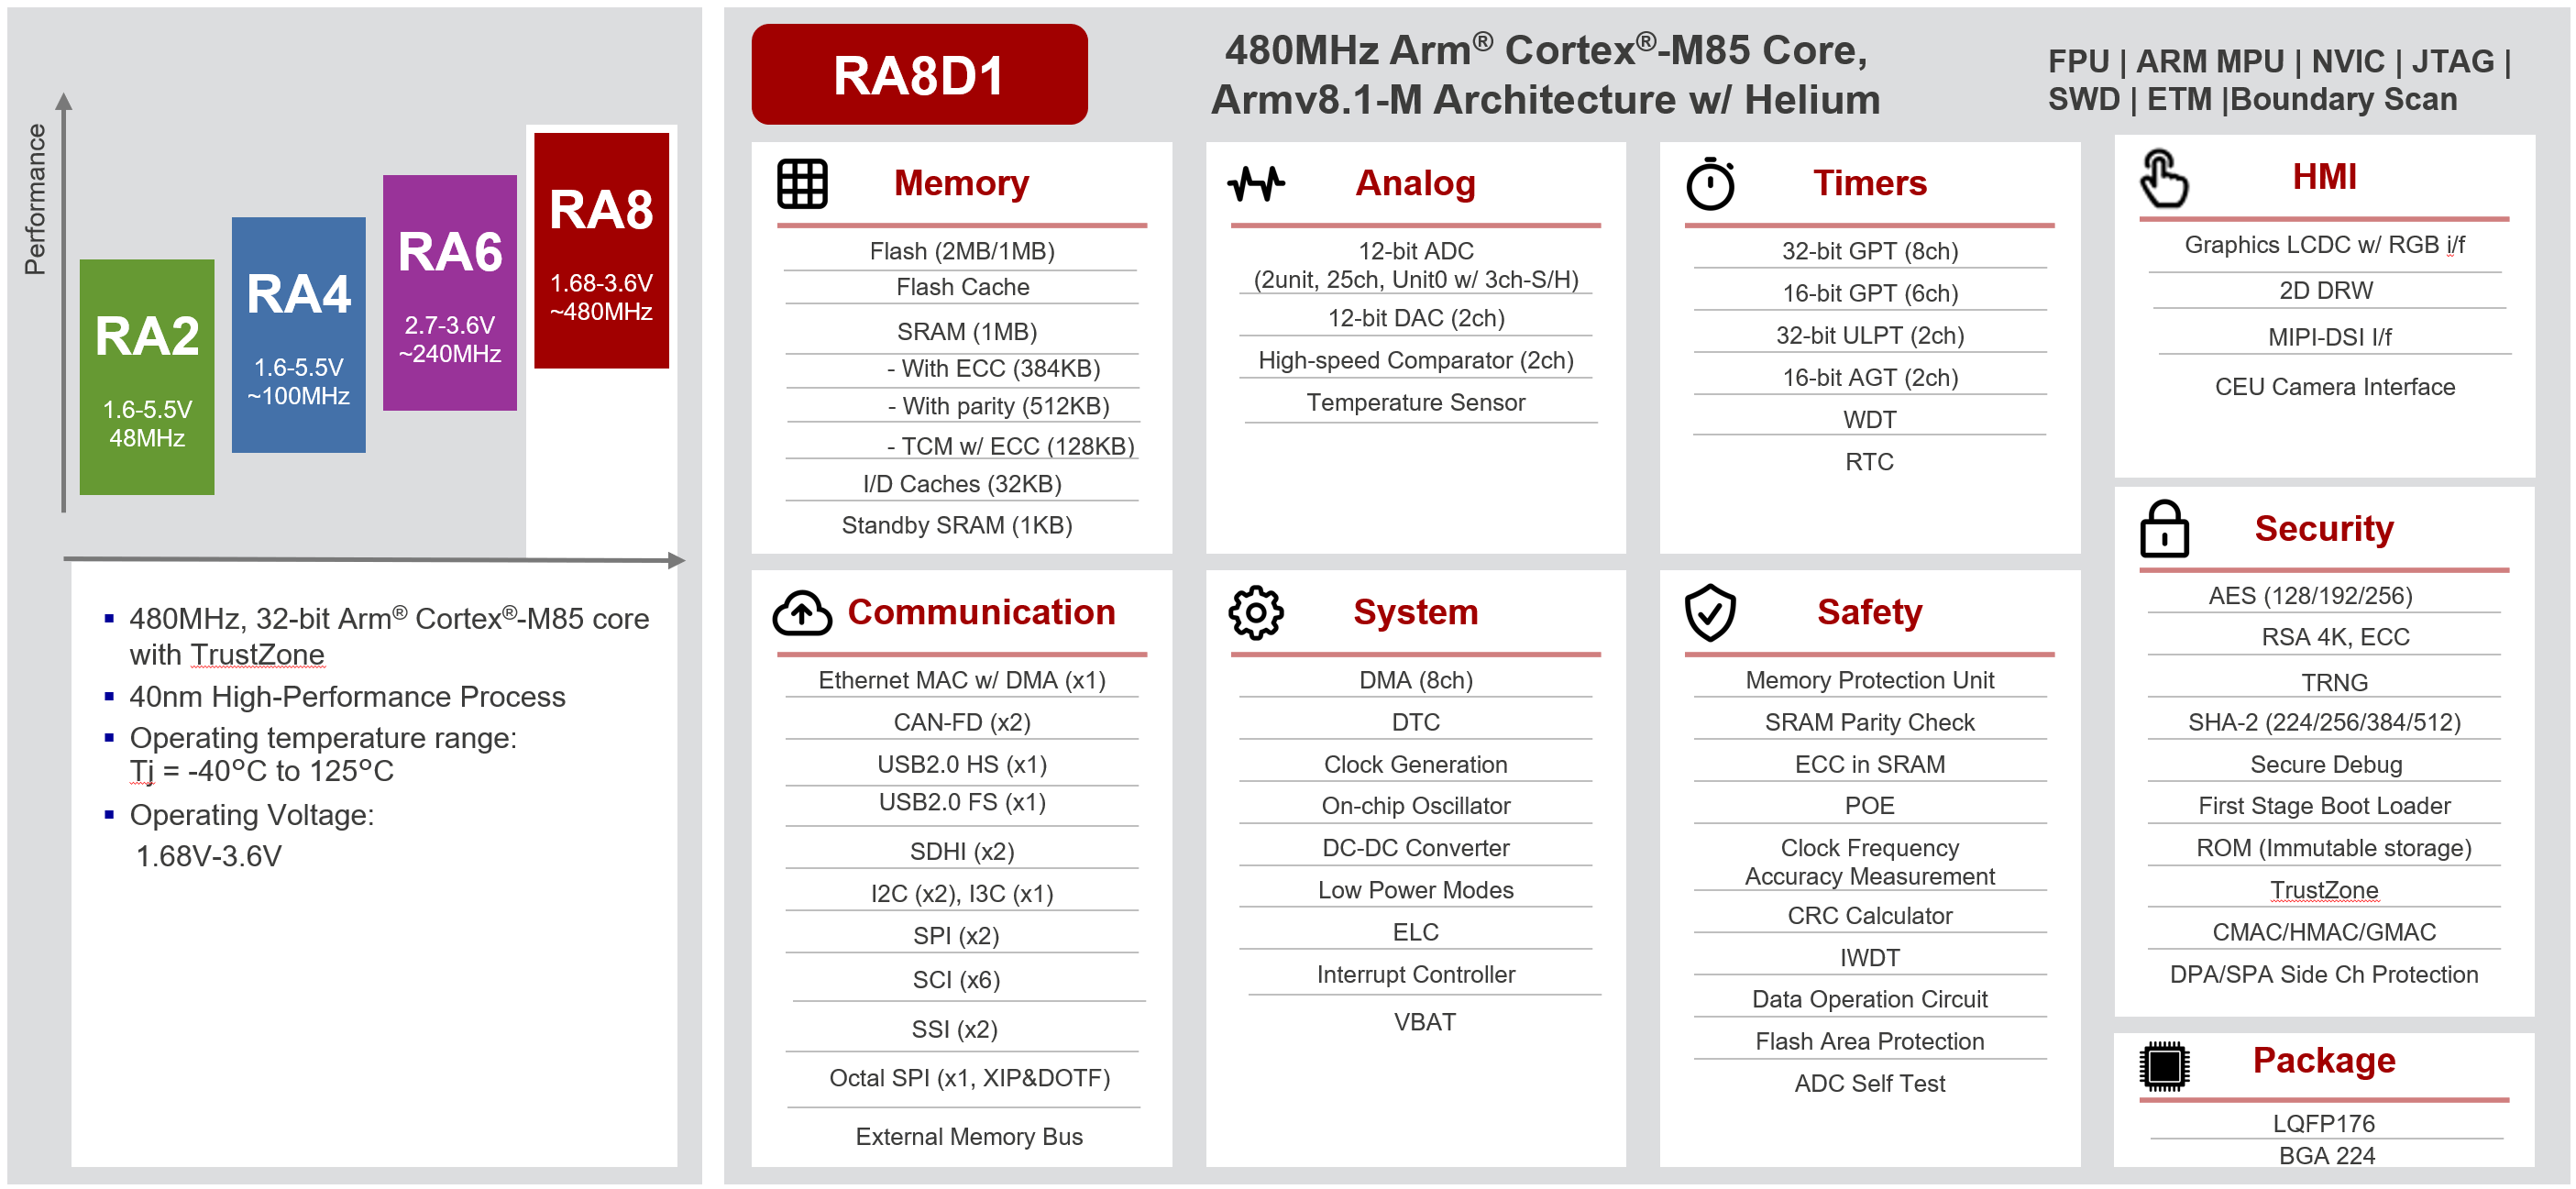 Performance
RA2
1.6-5.5V
48MHz
RA4
1.6-5.5V
~100MHz
RA6
2.7-3.6V
~240MHz
RA8
1.68-3.6V
~480MHz
▪ 480MHz, 32-bit Arm® Cortex®-M85 core
with TrustZone
▪ 40nm High-Performance Process
▪ Operating temperature range:
Tj = -40°C to 125°C
▪ Operating Voltage:
1.68V-3.6V
RA8D1
480MHz Arm® Cortex®-M85 Core,
Armv8.1-M Architecture w/ Helium
FPU | ARM MPU | NVIC | JTAG |
SWD | ETM |Boundary Scan
Memory
Flash (2MB/1MB)
Flash Cache
SRAM (1MB)
- With ECC (384KB)
- With parity (512KB)
- TCM w/ ECC (128KB)
I/D Caches (32KB)
Standby SRAM (1KB)
Analog
12-bit ADC
(2unit, 25ch, Unit0 w/ 3ch-S/H)
12-bit DAC (2ch)
High-speed Comparator (2ch)
Temperature Sensor
Timers
32-bit GPT (8ch)
16-bit GPT (6ch)
32-bit ULPT (2ch)
16-bit AGT (2ch)
WDT
RTC
HMI
Graphics LCDC w/ RGB i/f
2D DRW
MIPI-DSI I/f
CEU Camera Interface
Communication
Ethernet MAC w/ DMA (x1)
CAN-FD (x2)
USB2.0 HS (x1)
USB2.0 FS (x1)
SDHI (x2)
I2C (x2), I3C (x1)
SPI (x2)
SCI (x6)
SSI (x2)
Octal SPI (x1, XIP&DOTF)
External Memory Bus
System
DMA (8ch)
DTC
Clock Generation
On-chip Oscillator
DC-DC Converter
Low Power Modes
ELC
Interrupt Controller
VBAT
Safety
Memory Protection Unit
SRAM Parity Check
ECC in SRAM
POE
Clock Frequency
Accuracy Measurement
CRC Calculator
IWDT
Data Operation Circuit
Flash Area Protection
ADC Self Test
Security
AES (128/192/256)
RSA 4K, ECC
TRNG
SHA-2 (224/256/384/512)
Secure Debug
First Stage Boot Loader
ROM (Immutable storage)
TrustZone
CMAC/HMAC/GMAC
DPA/SPA Side Ch Protection
Package
LQFP176
BGA 224